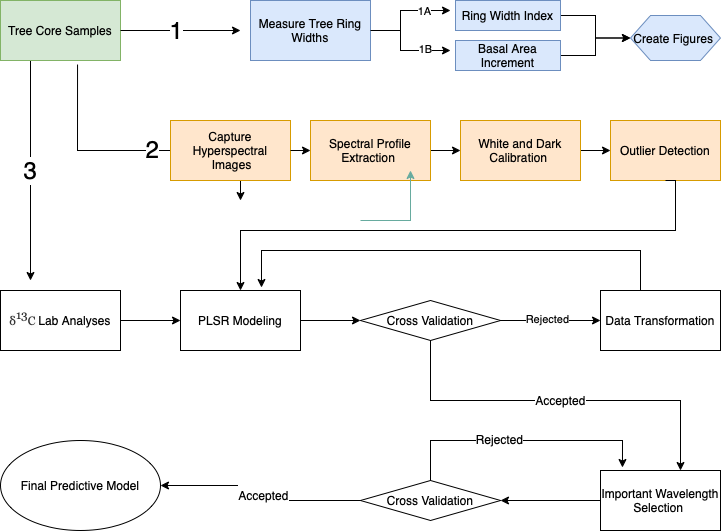 Tree Core Samples
1
Measure Tree Ring
Widths
1A
Ring Width Index
1B
Basal Area
Increment
Create Figures
2
Capture
Hyperspectral
Images
Spectral Profile
Extraction
White and Dark
Calibration
Outlier Detection
3
δ¹³C Lab Analyses
PLSR Modeling
Cross Validation
Rejected
Data Transformation
Accepted
Rejected
Final Predictive Model
Accepted
Cross Validation
Important Wavelength
Selection